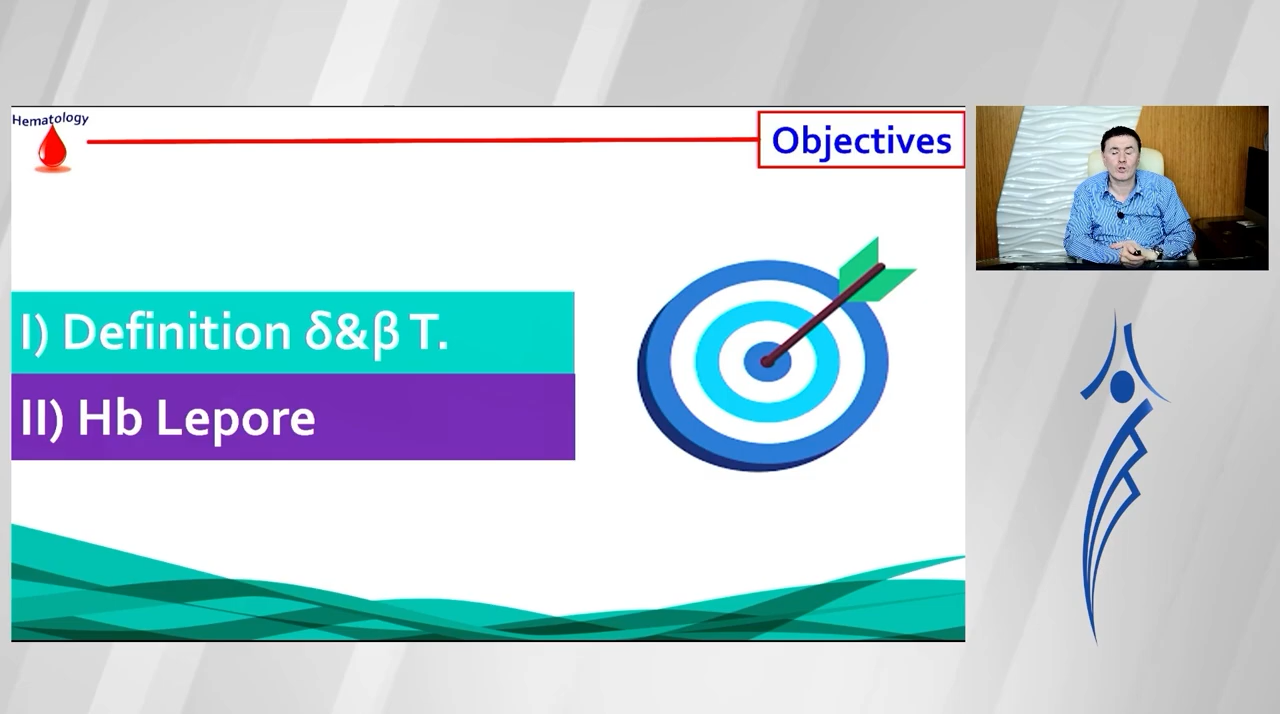 Hematology
Objectives
I) Definition δ&β T.
II) Hb Lepore